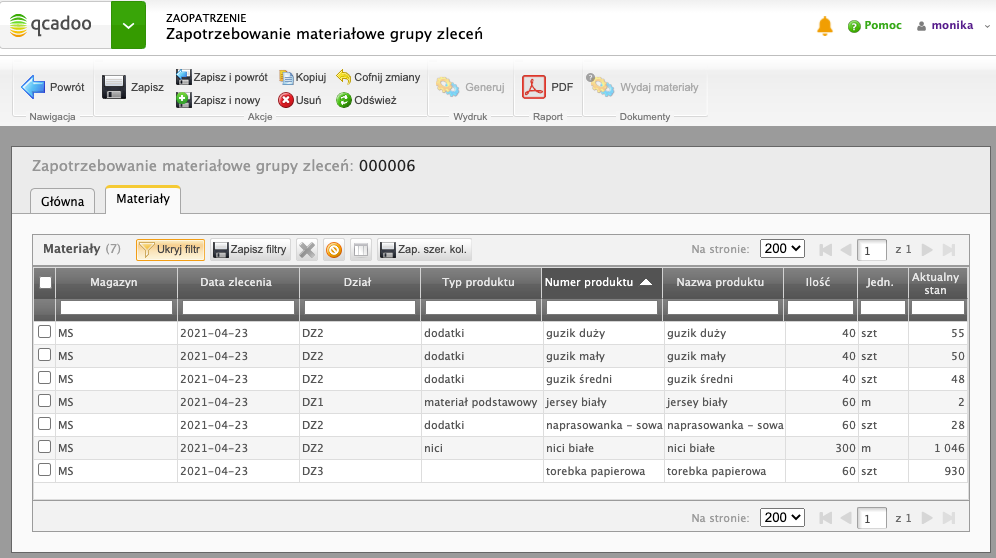 qcadoo
ZAOPATRZENIE
Zapotrzebowanie materiałowe grupy zleceń
Pomoc
monika
Powrót
Zapisz
Zapisz i powrót
Kopiuj
Cofnij zmiany
Generuj
PDF
Wydaj materiały
Zapisz i nowy
Usuń
Odśwież
Nawigacja
Akcje
Wydruk
Raport
Dokumenty
Zapotrzebowanie materiałowe grupy zleceń: 000006
Główna
Materiały
Materiały (7)
Ukryj filtr
Zapisz filtry
Zap. szer. kol.
Na stronie: 200
1 z 1
Magazyn Data zlecenia Dział Typ produktu Numer produktu Nazwa produktu Ilość Jedn. Aktualny stan
MS 2021-04-23 DZ2 dodatki guzik duży guzik duży 40 szt 55
MS 2021-04-23 DZ2 dodatki guzik mały guzik mały 40 szt 50
MS 2021-04-23 DZ2 dodatki guzik średni guzik średni 40 szt 48
MS 2021-04-23 DZ1 materiał podstawowy jersey biały jersey biały 60 m 2
MS 2021-04-23 DZ2 dodatki naprasowanka - sowa naprasowanka - sowa 60 szt 28
MS 2021-04-23 DZ2 nici nici białe nici białe 300 m 1 046
MS 2021-04-23 DZ3 torebka papierowa torebka papierowa 60 szt 930
Na stronie: 200
1 z 1